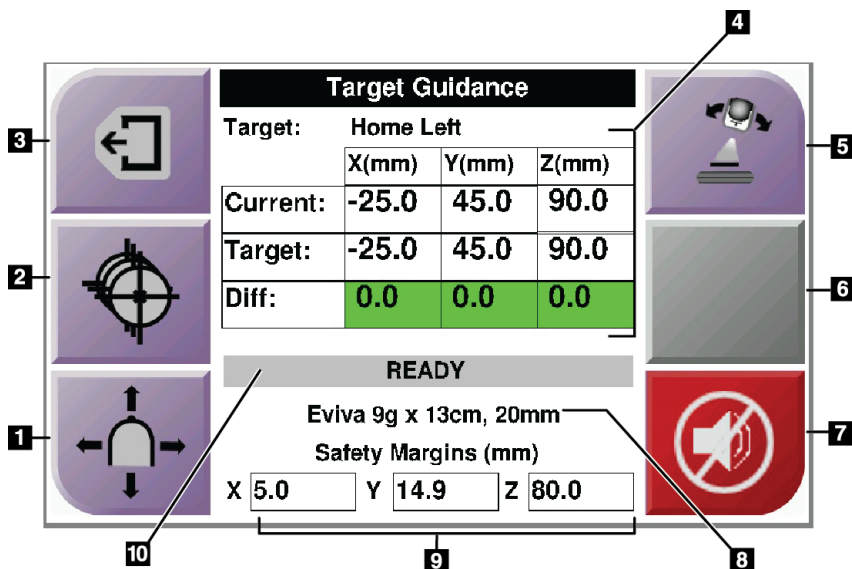 4
Target Guidance
3
Target: Home Left
5
X(mm) Y(mm) Z(mm)
Current: -25.0 45.0 90.0
2
Target: -25.0 45.0 90.0
6
Diff: 0.0 0.0 0.0
READY
Eviva 9g x 13cm, 20mm
1
7
Safety Margins (mm)
X 5.0 Y 14.9 Z 80.0
10
9
8